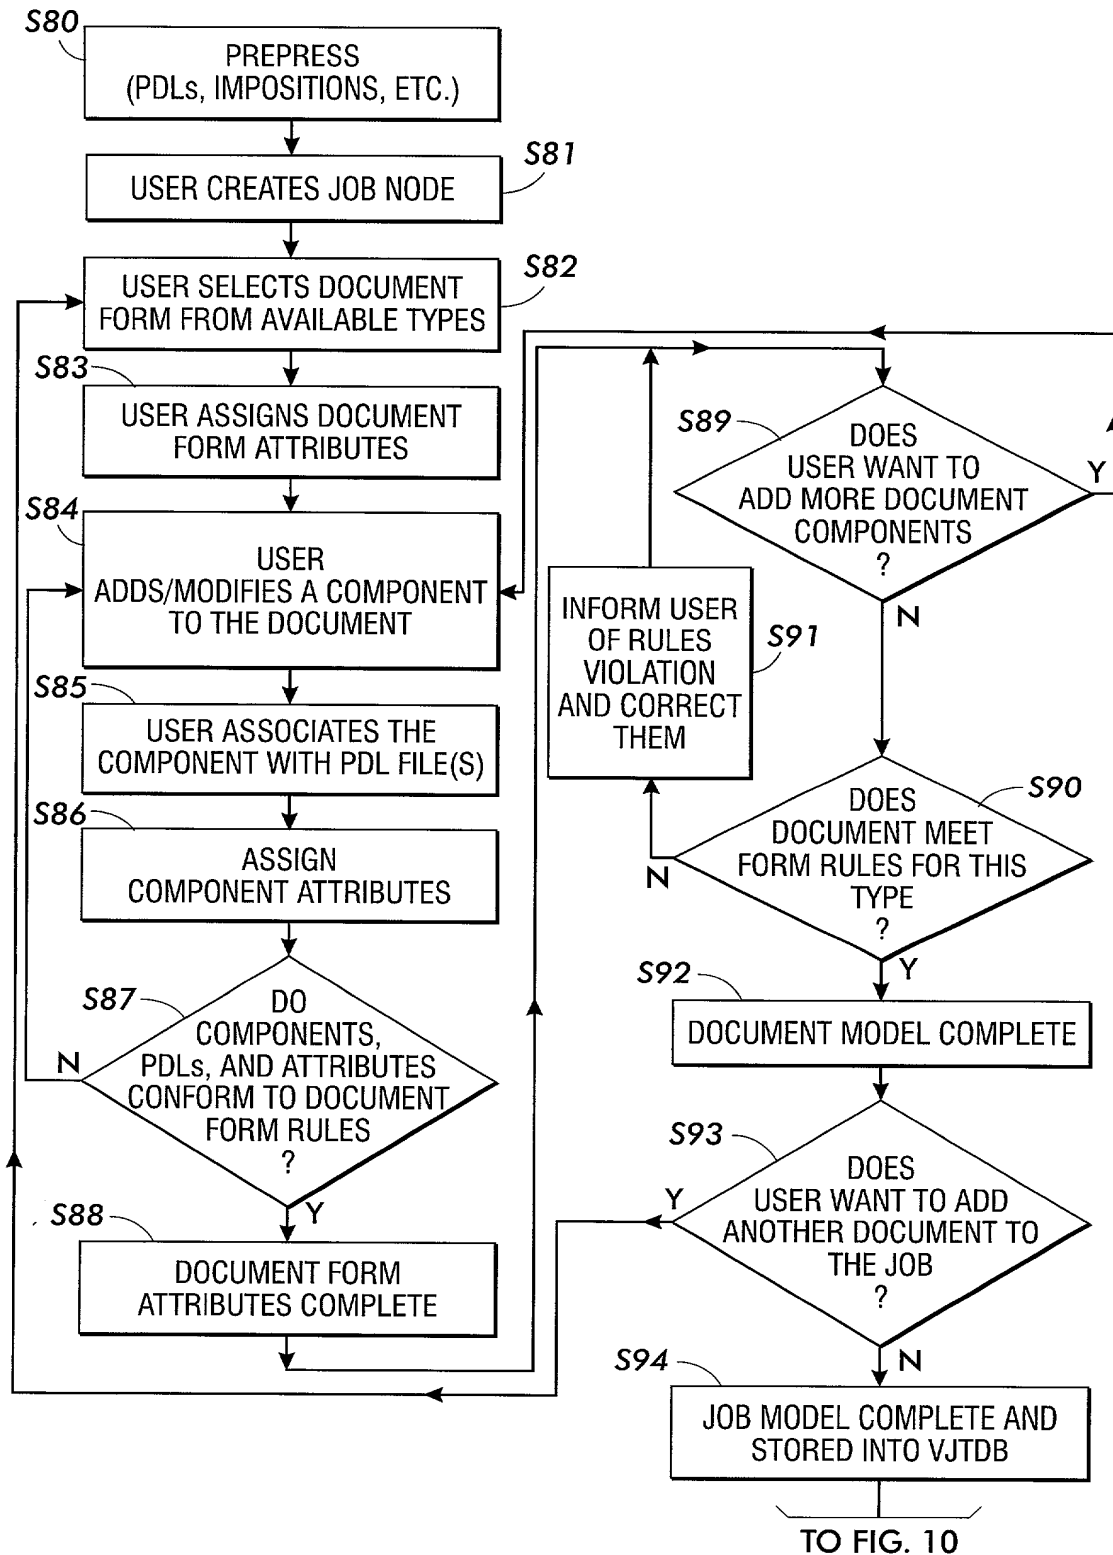 S80
PREPRESS
(PDLs, IMPOSITIONS, ETC.)
S81
USER CREATES JOB NODE
S82
USER SELECTS DOCUMENT
FORM FROM AVAILABLE TYPES
S83
USER ASSIGNS DOCUMENT
FORM ATTRIBUTES
S84
USER
ADDS/MODIFIES A COMPONENT
TO THE DOCUMENT
S85
USER ASSOCIATES THE
COMPONENT WITH PDL FILE(S)
S86
ASSIGN
COMPONENT ATTRIBUTES
S87
DO
COMPONENTS,
PDLs, AND ATTRIBUTES
CONFORM TO DOCUMENT
FORM RULES
?
N
Y
S88
DOCUMENT FORM
ATTRIBUTES COMPLETE
S89
DOES
USER WANT TO
ADD MORE DOCUMENT
COMPONENTS
?
Y
N
S91
INFORM USER
OF RULES
VIOLATION
AND CORRECT
THEM
S90
DOES
DOCUMENT MEET
FORM RULES FOR THIS
TYPE
?
N
Y
S92
DOCUMENT MODEL COMPLETE
S93
DOES
USER WANT TO ADD
ANOTHER DOCUMENT TO
THE JOB
?
Y
N
S94
JOB MODEL COMPLETE AND
STORED INTO VJTDB
TO FIG. 10